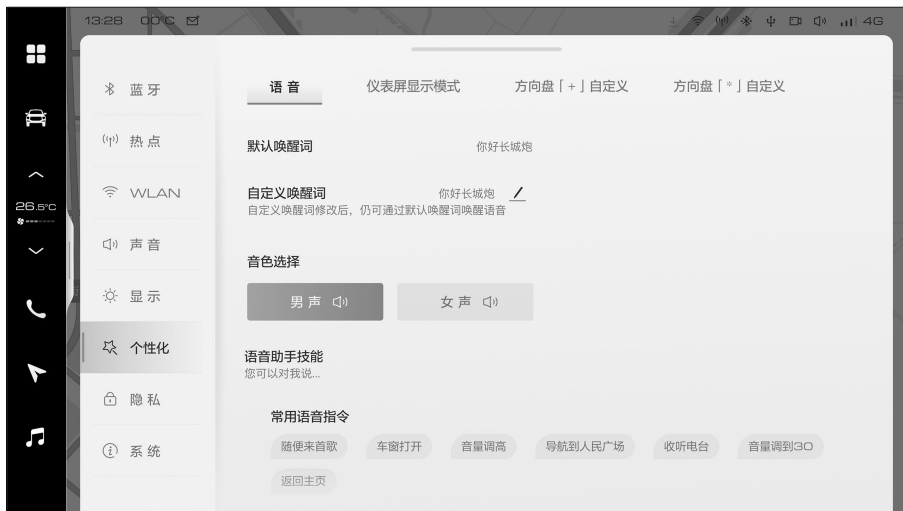 13:28 00°C 4G
蓝牙
热点
WLAN
声音
显示
个性化
隐私
系统
26.5°C
语音 仪表屏显示模式 方向盘「+」自定义 方向盘「*」自定义
默认唤醒词 你好长城炮
自定义唤醒词 你好长城炮
自定义唤醒词修改后，仍可通过默认唤醒词唤醒语音
音色选择
男声 女声
语音助手技能
您可以对我说...
常用语音指令
随便来首歌 车窗打开 音量调高 导航到人民广场 收听电台 音量调到30
返回主页